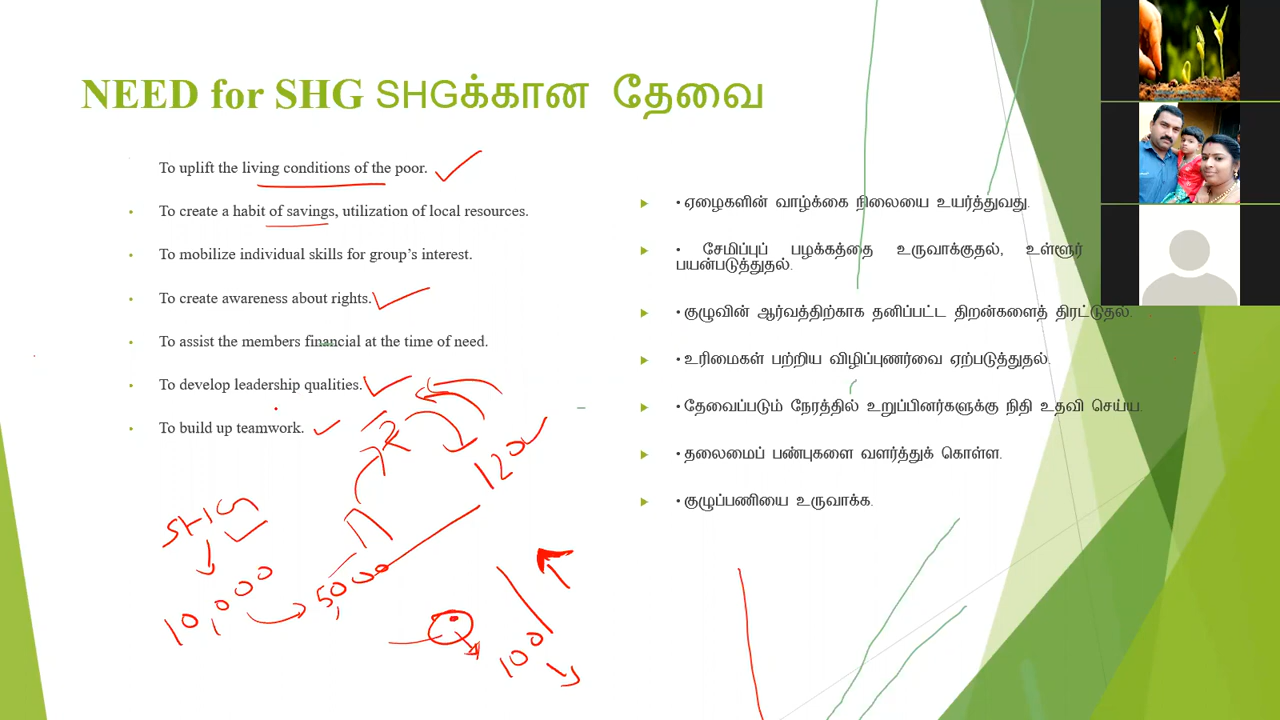 NEED for SHG SHGக்கான தேவை
To uplift the living conditions of the poor.
• To create a habit of savings, utilization of local resources.
• To mobilize individual skills for group's interest.
• To create awareness about rights.
• To assist the members financial at the time of need.
• To develop leadership qualities.
• To build up teamwork.
• ஏழைகளின் வாழ்க்கை நிலையை உயர்த்துவது.
• சேமிப்புப் பழக்கத்தை உருவாக்குதல், உள்ளூர்
பயன்படுத்துதல்.
• குழுவின் ஆர்வத்திற்காக தனிப்பட்ட திறன்களைத் திரட்டுதல்.
• உரிமைகள் பற்றிய விழிப்புணர்வை ஏற்படுத்துதல்.
• தேவைப்படும் நேரத்தில் உறுப்பினர்களுக்கு நிதி உதவி செய்ய.
• தலைமைப் பண்புகளை வளர்த்துக் கொள்ள.
• குழுப்பணியை உருவாக்க.
SHG
10,000
5,000
100